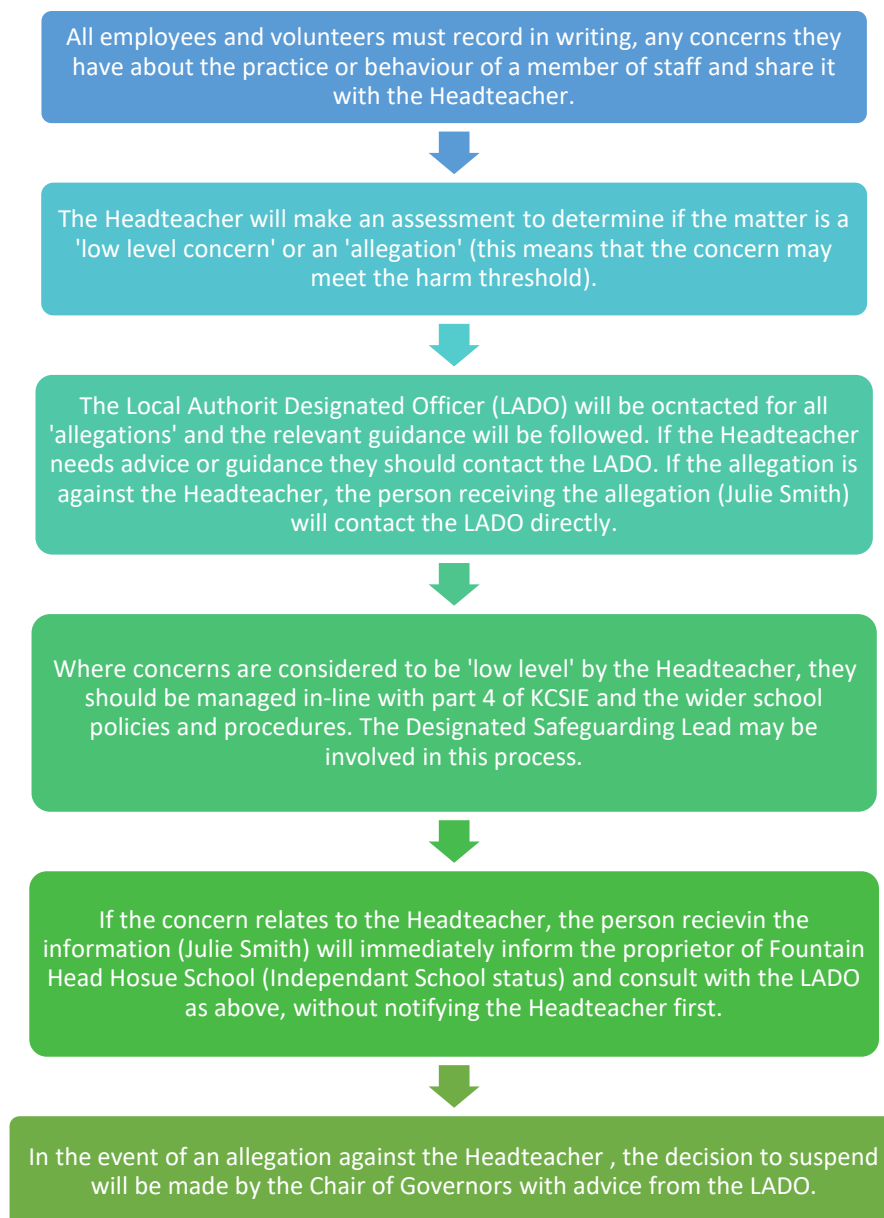 All employees and volunteers must record in writing, any concerns they
have about the practice or behaviour of a member of staff and share it
with the Headteacher.
The Headteacher will make an assessment to determine if the matter is a
'low level concern' or an 'allegation' (this means that the concern may
meet the harm threshold).
The Local Authorit Designated Officer (LADO) will be ocntacted for all
'allegations' and the relevant guidance will be followed. If the Headteacher
needs advice or guidance they should contact the LADO. If the allegation is
against the Headteacher, the person receiving the allegation (Julie Smith)
will contact the LADO directly.
Where concerns are considered to be 'low level' by the Headteacher, they
should be managed in-line with part 4 of KCSIE and the wider school
policies and procedures. The Designated Safeguarding Lead may be
involved in this process.
If the concern relates to the Headteacher, the person recievin the
information (Julie Smith) will immediately inform the proprietor of Fountain
Head Hosue School (Independant School status) and consult with the LADO
as above, without notifying the Headteacher first.
In the event of an allegation against the Headteacher , the decision to suspend
will be made by the Chair of Governors with advice from the LADO.